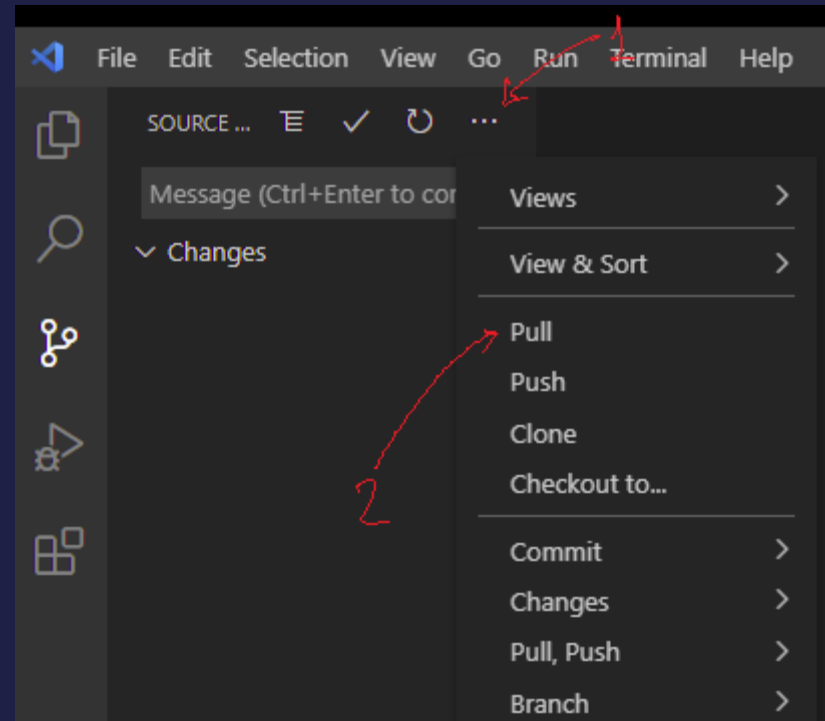 File Edit Selection View Go Run Terminal Help
1
SOURCE ...
Message (Ctrl+Enter to cor
Changes
Views
View & Sort
Pull
Push
Clone
Checkout to...
2
Commit
Changes
Pull, Push
Branch